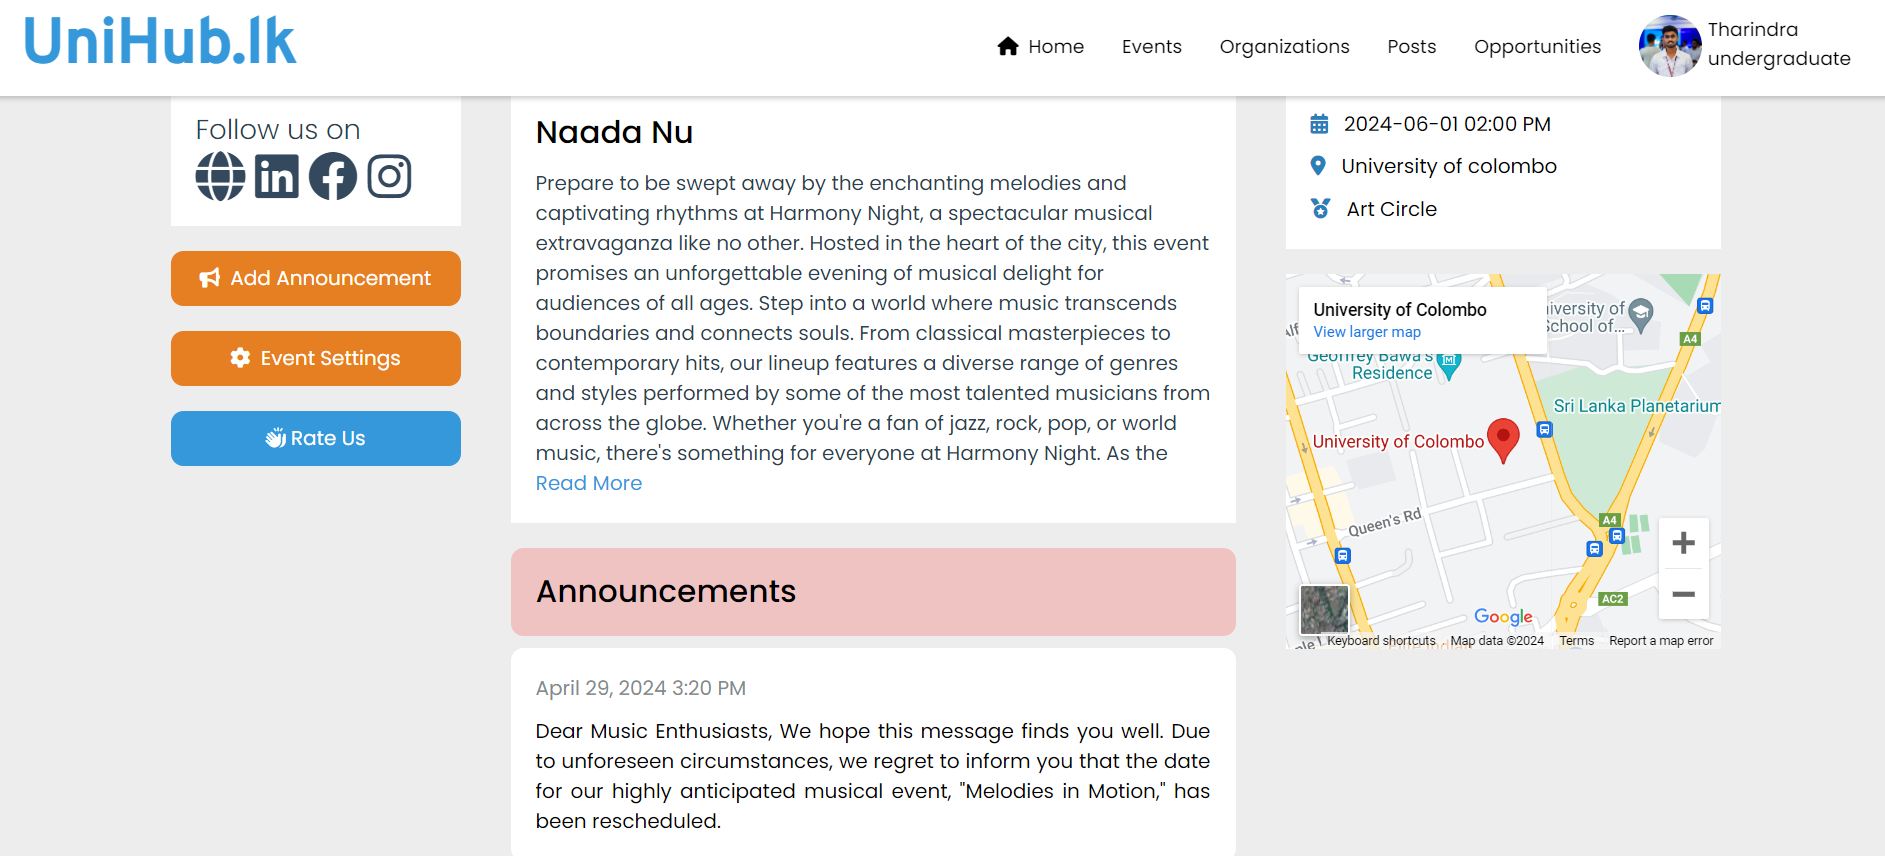 UniHub.lk
Home
Events
Organizations
Posts
Opportunities
Tharindra
undergraduate
Follow us on
Add Announcement
Event Settings
Rate Us
Naada Nu
Prepare to be swept away by the enchanting melodies and
captivating rhythms at Harmony Night, a spectacular musical
extravaganza like no other. Hosted in the heart of the city, this event
promises an unforgettable evening of musical delight for
audiences of all ages. Step into a world where music transcends
boundaries and connects souls. From classical masterpieces to
contemporary hits, our lineup features a diverse range of genres
and styles performed by some of the most talented musicians from
across the globe. Whether you're a fan of jazz, rock, pop, or world
music, there's something for everyone at Harmony Night. As the
Read More
Announcements
April 29, 2024 3:20 PM
Dear Music Enthusiasts, We hope this message finds you well. Due
to unforeseen circumstances, we regret to inform you that the date
for our highly anticipated musical event, "Melodies in Motion," has
been rescheduled.
2024-06-01 02:00 PM
University of colombo
Art Circle
University of Colombo
View larger map
iversity of
School of...
A4
Geoffrey Bawa's
Residence
Sri Lanka Planetarium
University of Colombo
Queen's Rd
A4
AC2
Google
Keyboard shortcuts
Map data ©2024
Terms
Report a map error